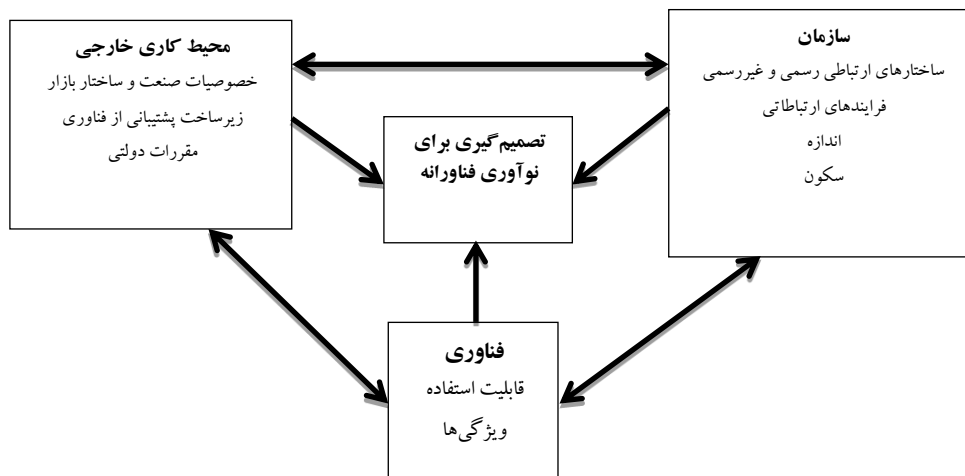 سازمان
ساختارهای ارتباطی رسمی و غیررسمی
فرایندهای ارتباطاتی
اندازه
سکون
محیط کاری خارجی
خصوصیات صنعت و ساختار بازار
زیرساخت پشتیبانی از فناوری
مقررات دولتی
تصمیم‌گیری برای
نوآوری فناورانه
فناوری
قابلیت استفاده
ویژگی‌ها